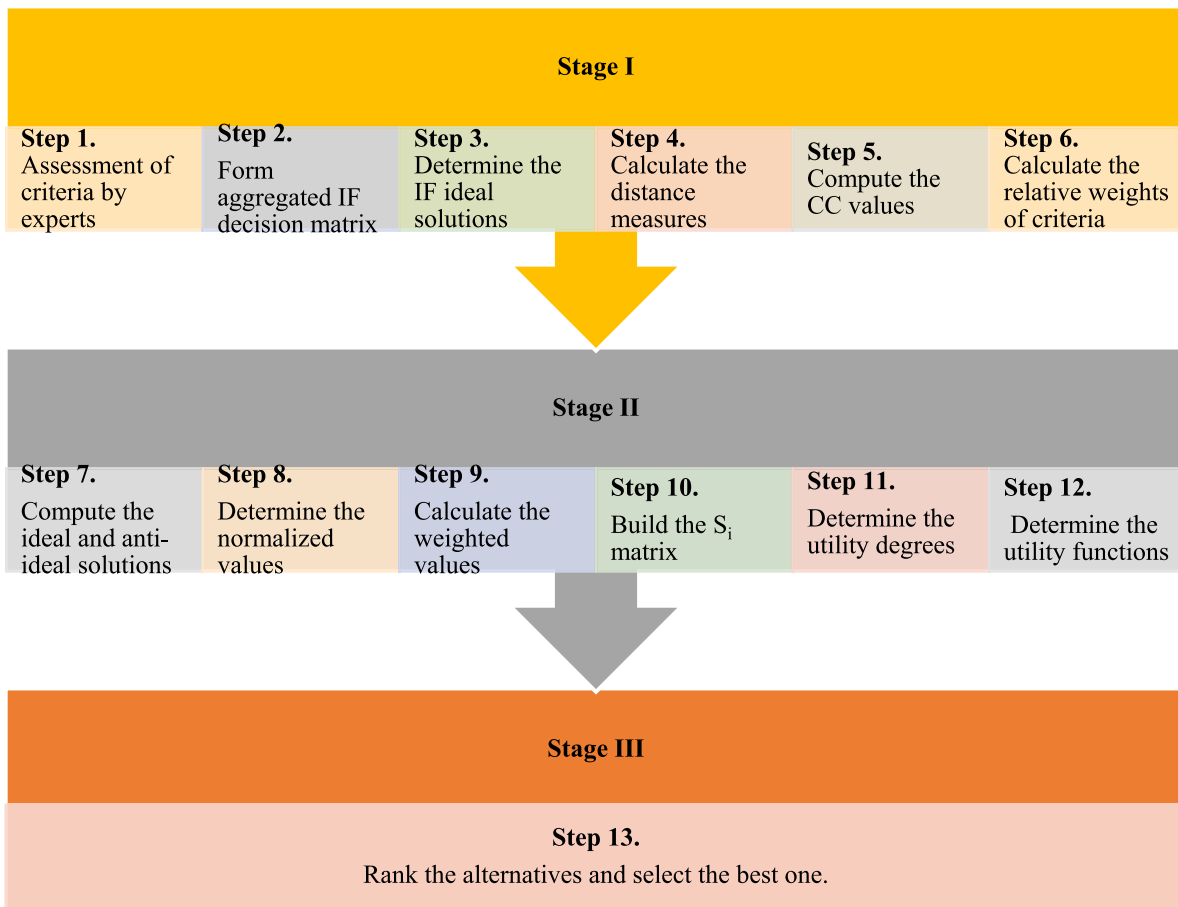 Stage I
Step 1.
Assessment of
criteria by
experts
Step 2.
Form
aggregated IF
decision matrix
Step 3.
Determine the
IF ideal
solutions
Step 4.
Calculate the
distance
measures
Step 5.
Compute the
CC values
Step 6.
Calculate the
relative weights
of criteria
Stage II
Step 7.
Compute the
ideal and anti-
ideal solutions
Step 8.
Determine the
normalized
values
Step 9.
Calculate the
weighted
values
Step 10.
Build the Si
matrix
Step 11.
Determine the
utility degrees
Step 12.
Determine the
utility functions
Stage III
Step 13.
Rank the alternatives and select the best one.